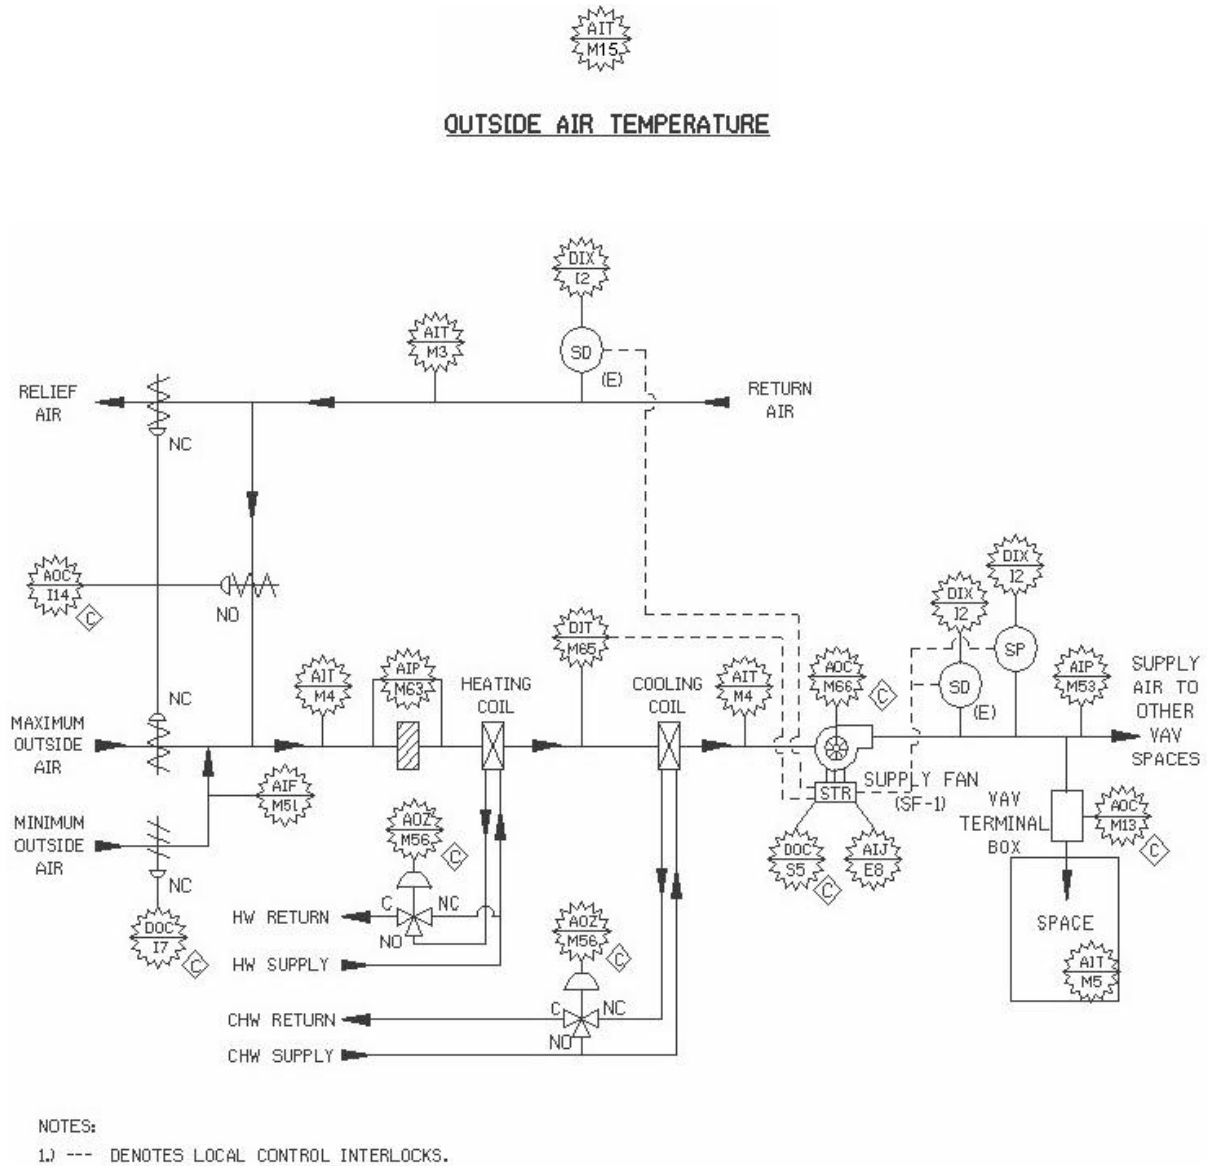 AIT
M15
OUTSIDE AIR TEMPERATURE
DIX
I2
AIT
M3
SD
(E)
RELIEF
AIR
RETURN
AIR
NC
AOC
I14
C
NO
DIX
I2
DIX
I2
DIT
M65
SP
NC
AIT
M4
AIP
M63
HEATING
COIL
COOLING
COIL
AIT
M4
AOC
M66
C
SD
(E)
AIP
M53
SUPPLY
AIR TO
OTHER
VAV
SPACES
MAXIMUM
OUTSIDE
AIR
AIF
M51
STR
SUPPLY FAN
(SF-1)
MINIMUM
OUTSIDE
AIR
NC
AOZ
M56
C
VAV
TERMINAL
BOX
AOC
M13
C
DOC
S5
C
AIJ
E8
DOC
I7
C
HW RETURN
C
NC
NO
HW SUPPLY
AOZ
M56
C
SPACE
AIT
M5
CHW RETURN
C
NC
NO
CHW SUPPLY
NOTES:
1.) --- DENOTES LOCAL CONTROL INTERLOCKS.